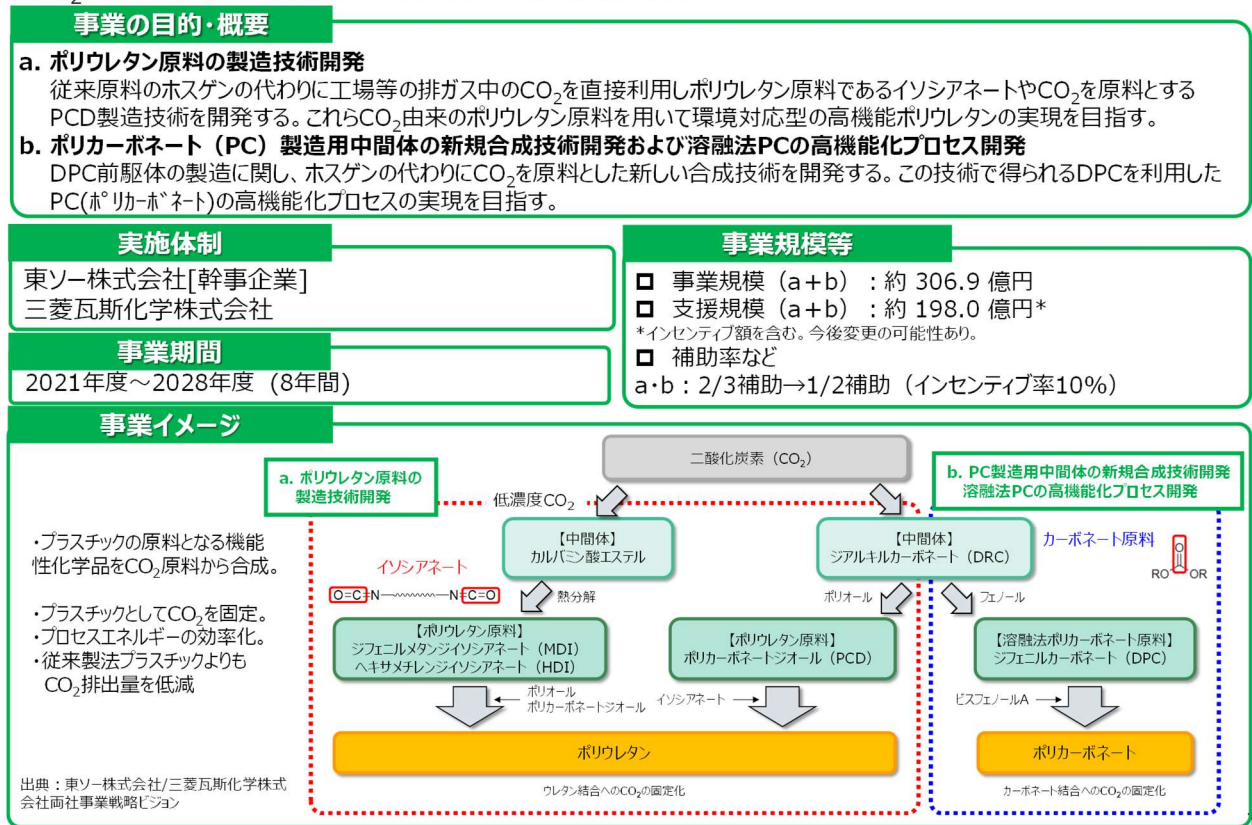 事業の目的・概要
a. ポリウレタン原料の製造技術開発
従来原料のホスゲンの代わりに工場等の排ガス中のCO₂を直接利用しポリウレタン原料であるイソシアネートやCO₂を原料とする
PCD製造技術を開発する。これらCO₂由来のポリウレタン原料を用いて環境対応型の高機能ポリウレタンの実現を目指す。
b. ポリカーボネート（PC）製造用中間体の新規合成技術開発および溶融法PCの高機能化プロセス開発
DPC前駆体の製造に関し、ホスゲンの代わりにCO₂を原料とした新しい合成技術を開発する。この技術で得られるDPCを利用した
PC(ﾎﾟﾘｶｰﾎﾞﾈｰﾄ)の高機能化プロセスの実現を目指す。
実施体制
東ソー株式会社[幹事企業]
三菱瓦斯化学株式会社
事業期間
2021年度～2028年度 (8年間)
事業規模等
□ 事業規模（a+b）：約 306.9 億円
□ 支援規模（a+b）：約 198.0 億円*
*インセンティブ額を含む。今後変更の可能性あり。
□ 補助率など
a・b：2/3補助→1/2補助（インセンティブ率10%）
事業イメージ
・プラスチックの原料となる機能
性化学品をCO₂原料から合成。
・プラスチックとしてCO₂を固定。
・プロセスエネルギーの効率化。
・従来製法プラスチックよりも
CO₂排出量を低減
出典：東ソー株式会社/三菱瓦斯化学株式
会社両社事業戦略ビジョン
a. ポリウレタン原料の
製造技術開発
二酸化炭素（CO₂）
b. PC製造用中間体の新規合成技術開発
溶融法PCの高機能化プロセス開発
低濃度CO₂
【中間体】
カルバミン酸エステル
【中間体】
ジアルキルカーボネート（DRC）
カーボネート原料
O
RO OR
イソシアネート
O=C=N N=C=O
熱分解
ポリオール
フェノール
【ポリウレタン原料】
ジフェニルメタンジイソシアネート（MDI）
ヘキサメチレンジイソシアネート（HDI）
【ポリウレタン原料】
ポリカーボネートジオール（PCD）
【溶融法ポリカーボネート原料】
ジフェニルカーボネート（DPC）
ポリオール
ポリカーボネートジオール
イソシアネート
ビスフェノールA
ポリウレタン
ポリカーボネート
ウレタン結合へのCO₂の固定化
カーボネート結合へのCO₂の固定化